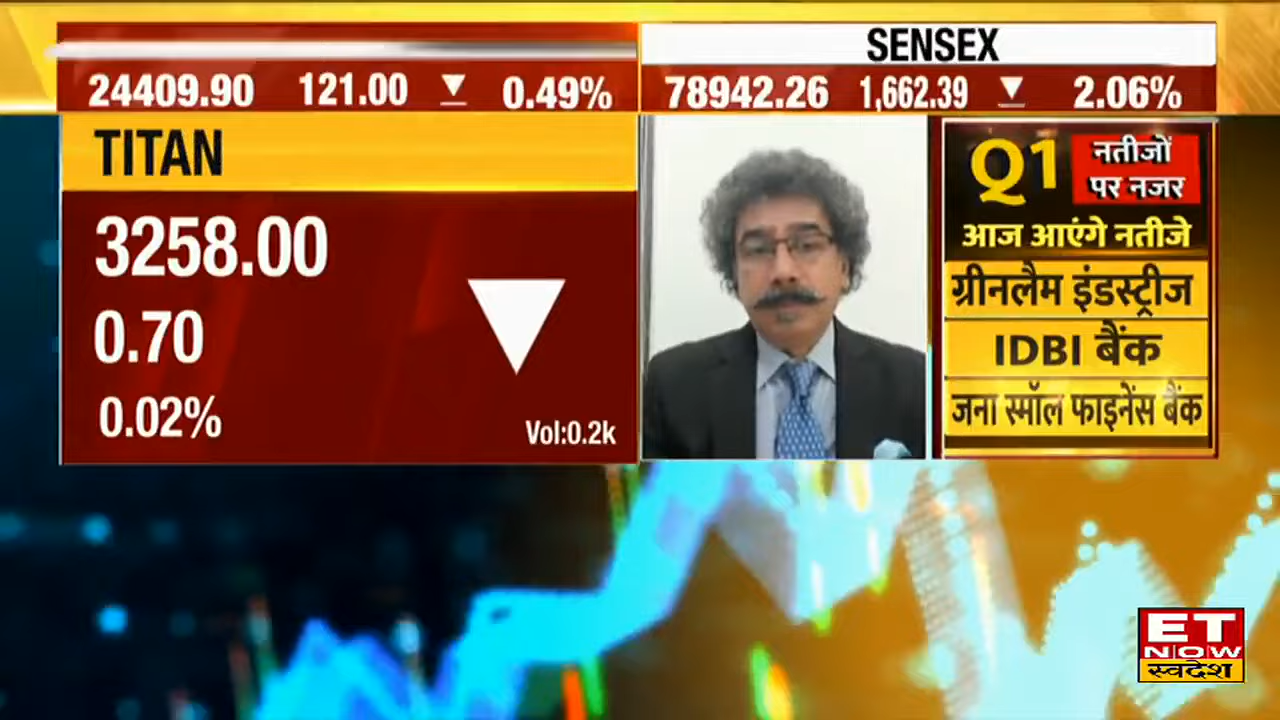 SENSEX
24409.90 121.00 ▼ 0.49%
78942.26 1,662.39 ▼ 2.06%
TITAN
3258.00
0.70
0.02%
Vol:0.2k
Q1 नतीजों
पर नजर
आज आएंगे नतीजे
ग्रीनलैम इंडस्ट्रीज
IDBI बैंक
जना स्मॉल फाइनेंस बैंक
ET
NOW
स्वदेश